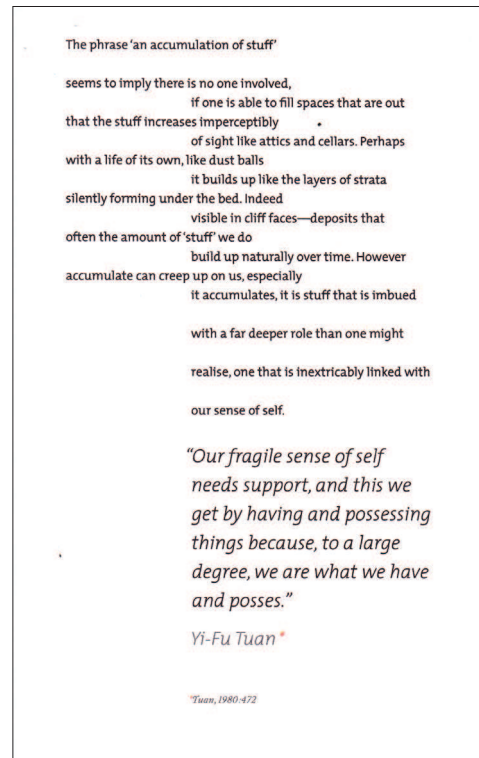 The phrase ‘an accumulation of stuff’
seems to imply there is no one involved,
that the stuff increases imperceptibly
with a life of its own, like dust balls
silently forming under the bed. Indeed
often the amount of ‘stuff’ we do
accumulate can creep up on us, especially
if one is able to fill spaces that are out
of sight like attics and cellars. Perhaps
it builds up like the layers of strata
visible in cliff faces—deposits that
build up naturally over time. However
it accumulates, it is stuff that is imbued
with a far deeper role than one might
realise, one that is inextricably linked with
our sense of self.
“Our fragile sense of self
needs support, and this we
get by having and possessing
things because, to a large
degree, we are what we have
and posses.”
Yi-Fu Tuan *
*Tuan, 1980:472